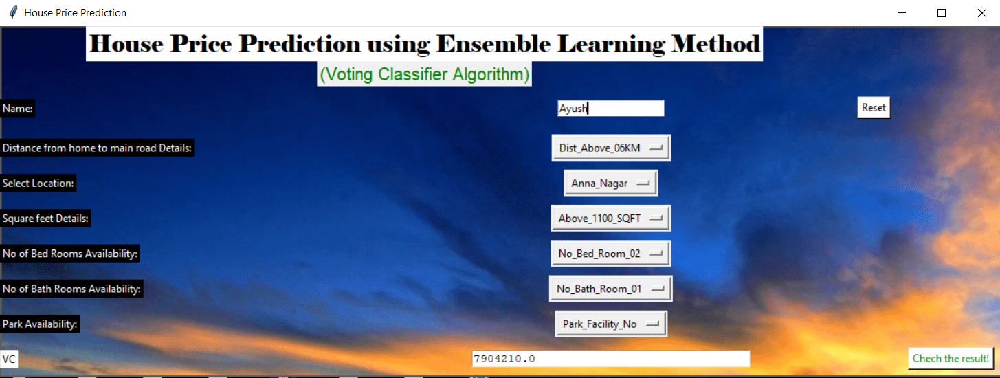 House Price Prediction
House Price Prediction using Ensemble Learning Method
(Voting Classifier Algorithm)
Name: Ayush Reset
Distance from home to main road Details: Dist_Above_06KM
Select Location: Anna_Nagar
Square feet Details: Above_1100_SQFT
No of Bed Rooms Availability: No_Bed_Room_02
No of Bath Rooms Availability: No_Bath_Room_01
Park Availability: Park_Facility_No
VC 7904210.0 Chech the result!